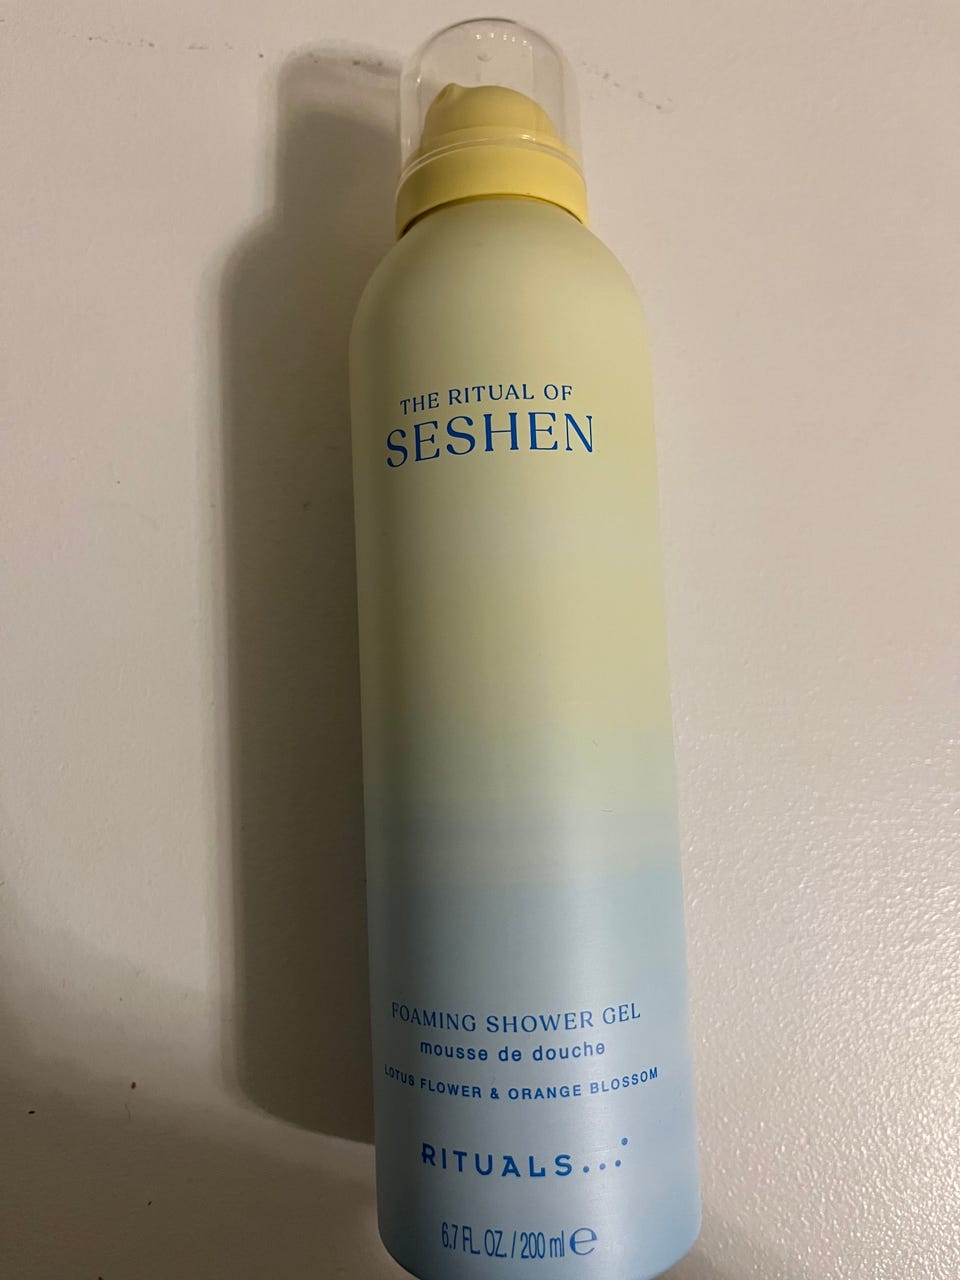 THE RITUAL OF
SESHEN
FOAMING SHOWER GEL
mousse de douche
LOTUS FLOWER & ORANGE BLOSSOM
RITUALS...
6.7 FL. OZ. / 200 ml ℮